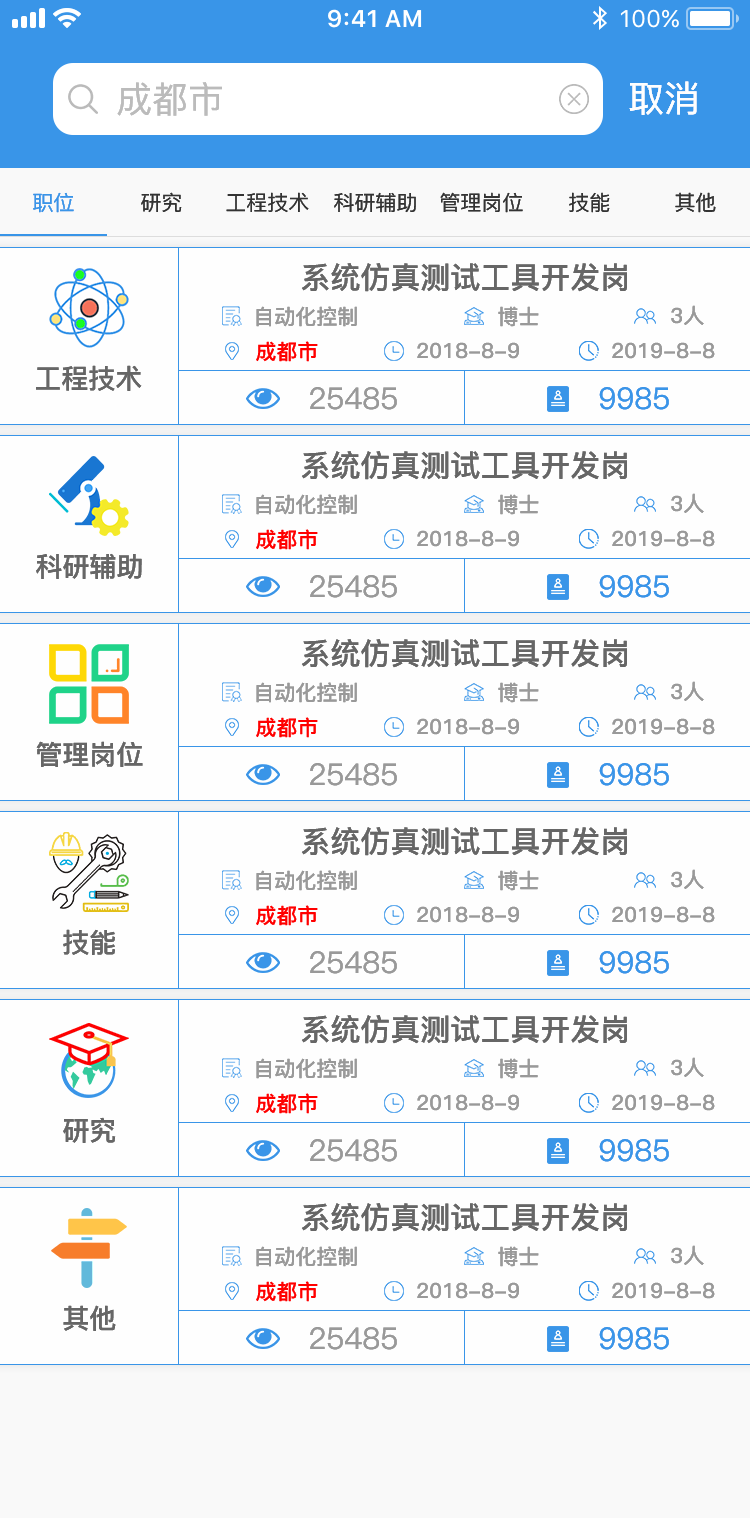 9:41 AM 100%
成都市 取消
职位 研究 工程技术 科研辅助 管理岗位 技能 其他
系统仿真测试工具开发岗
自动化控制 博士 3人
成都市 2018-8-9 2019-8-8
工程技术
25485 9985
系统仿真测试工具开发岗
自动化控制 博士 3人
成都市 2018-8-9 2019-8-8
科研辅助
25485 9985
系统仿真测试工具开发岗
自动化控制 博士 3人
成都市 2018-8-9 2019-8-8
管理岗位
25485 9985
系统仿真测试工具开发岗
自动化控制 博士 3人
成都市 2018-8-9 2019-8-8
技能
25485 9985
系统仿真测试工具开发岗
自动化控制 博士 3人
成都市 2018-8-9 2019-8-8
研究
25485 9985
系统仿真测试工具开发岗
自动化控制 博士 3人
成都市 2018-8-9 2019-8-8
其他
25485 9985